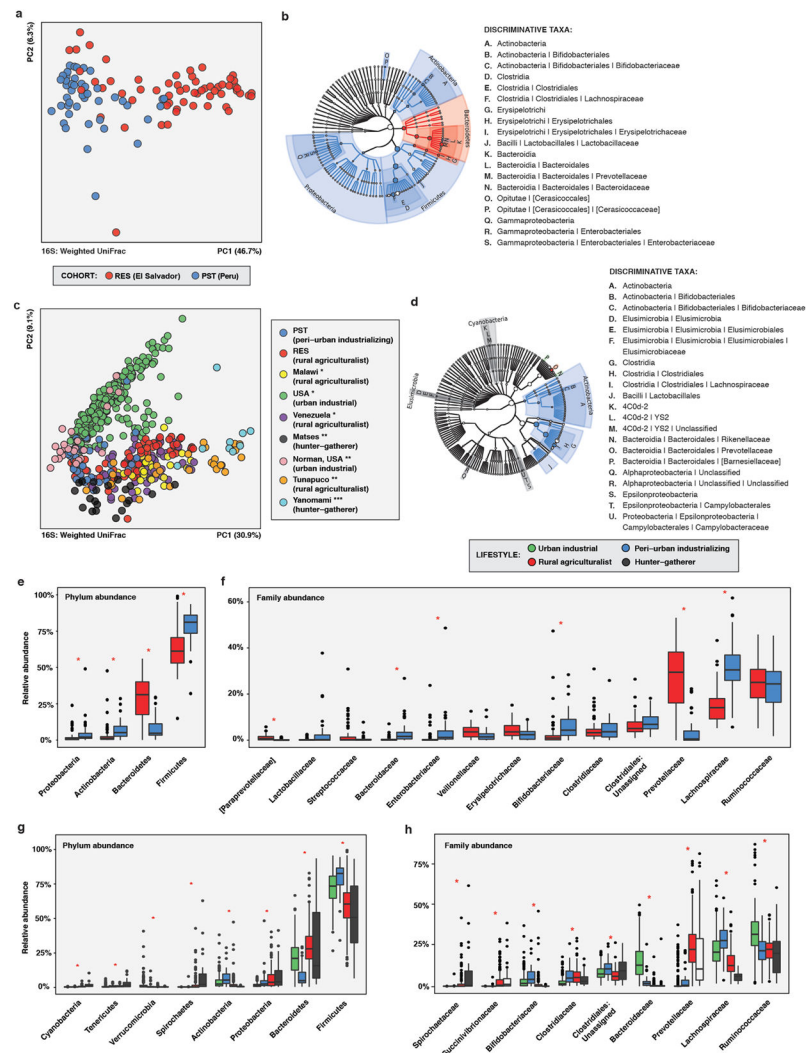 a
PC2 (6.3%)
16S: Weighted UniFrac
PC1 (46.7%)
COHORT:
RES (El Salvador)
PST (Peru)
b
Actinobacteria
Bacteroidetes
Firmicutes
Proteobacteria
DISCRIMINATIVE TAXA:
A. Actinobacteria
B. Actinobacteria | Bifidobacteriales
C. Actinobacteria | Bifidobacteriales | Bifidobacteriaceae
D. Clostridia
E. Clostridia | Clostridiales
F. Clostridia | Clostridiales | Lachnospiraceae
G. Erysipelotrichi
H. Erysipelotrichi | Erysipelotrichales
I. Erysipelotrichi | Erysipelotrichales | Erysipelotrichaceae
J. Bacilli | Lactobacillales | Lactobacillaceae
K. Bacteroidia
L. Bacteroidia | Bacteroidales
M. Bacteroidia | Bacteroidales | Prevotellaceae
N. Bacteroidia | Bacteroidales | Bacteroidaceae
O. Opitutae | [Cerasicoccales]
P. Opitutae | [Cerasicoccales] | [Cerasicoccaceae]
Q. Gammaproteobacteria
R. Gammaproteobacteria | Enterobacteriales
S. Gammaproteobacteria | Enterobacteriales | Enterobacteriaceae
c
PC2 (9.1%)
16S: Weighted UniFrac
PC1 (30.9%)
PST
(peri-urban industrializing)
RES
(rural agriculturalist)
Malawi *
(rural agriculturalist)
USA *
(urban industrial)
Venezuela *
(rural agriculturalist)
Matses **
(hunter-gatherer)
Norman, USA **
(urban industrial)
Tunapuco **
(rural agriculturalist)
Yanomami ***
(hunter-gatherer)
d
Cyanobacteria
Actinobacteria
Elusimicrobia
DISCRIMINATIVE TAXA:
A. Actinobacteria
B. Actinobacteria | Bifidobacteriales
C. Actinobacteria | Bifidobacteriales | Bifidobacteriaceae
D. Elusimicrobia | Elusimicrobia
E. Elusimicrobia | Elusimicrobia | Elusimicrobiales
F. Elusimicrobia | Elusimicrobia | Elusimicrobiales |
Elusimicrobiaceae
G. Clostridia
H. Clostridia | Clostridiales
I. Clostridia | Clostridiales | Lachnospiraceae
J. Bacilli | Lactobacillales
K. 4C0d-2
L. 4C0d-2 | YS2
M. 4C0d-2 | YS2 | Unclassified
N. Bacteroidia | Bacteroidales | Rikenellaceae
O. Bacteroidia | Bacteroidales | Prevotellaceae
P. Bacteroidia | Bacteroidales | [Barnesiellaceae]
Q. Alphaproteobacteria | Unclassified
R. Alphaproteobacteria | Unclassified | Unclassified
S. Epsilonproteobacteria
T. Epsilonproteobacteria | Campylobacterales
U. Proteobacteria | Epsilonproteobacteria |
Campylobacterales | Campylobacteraceae
LIFESTYLE:
Urban industrial
Peri-urban industrializing
Rural agriculturalist
Hunter-gatherer
e
Phylum abundance
Relative abundance
100%
75%
50%
25%
0%
Proteobacteria
Actinobacteria
Bacteroidetes
Firmicutes
f
Family abundance
60%
40%
20%
0%
[Paraprevotellaceae]
Lactobacillaceae
Streptococcaceae
Bacteroidaceae
Enterobacteriaceae
Veillonellaceae
Erysipelotrichaceae
Bifidobacteriaceae
Clostridiaceae
Clostridiales:
Unassigned
Prevotellaceae
Lachnospiraceae
Ruminococcaceae
g
Phylum abundance
Relative abundance
100%
75%
50%
25%
0%
Cyanobacteria
Tenericutes
Verrucomicrobia
Spirochaetes
Actinobacteria
Proteobacteria
Bacteroidetes
Firmicutes
h
Family abundance
75%
50%
25%
0%
Spirochaetaceae
Succinivibrionaceae
Bifidobacteriaceae
Clostridiaceae
Clostridiales:
Unassigned
Bacteroidaceae
Prevotellaceae
Lachnospiraceae
Ruminococcaceae